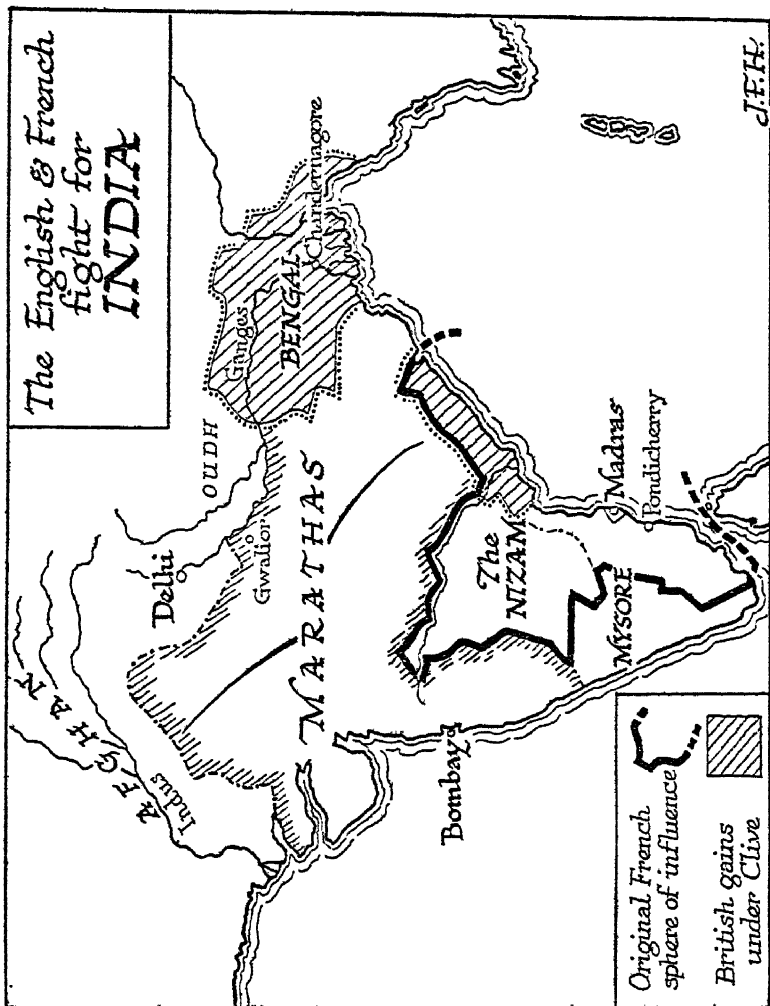 The English & French
fight for
INDIA
AFGHAN
Indus
Delhi
OUDH
Gwalior
Ganges
BENGAL
Chandernagore
MARATHAS
Bombay
The
NIZAM
MYSORE
Madras
Pondicherry
Original French
sphere of influence
British gains
under Clive
J.F.H.